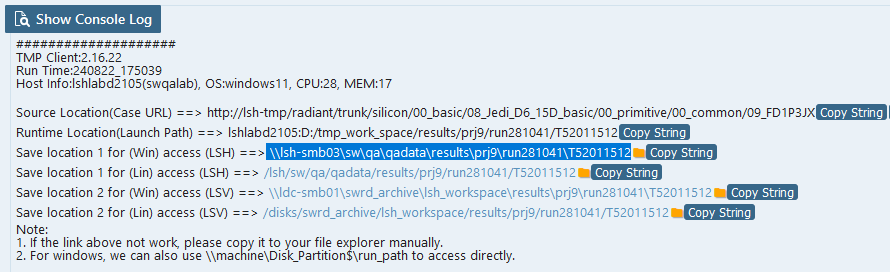 Show Console Log
####################
TMP Client:2.16.22
Run Time:240822_175039
Host Info:lshlabd2105(swqalab), OS:windows11, CPU:28, MEM:17
Source Location(Case URL) ==> http://lsh-tmp/radiant/trunk/silicon/00_basic/08_Jedi_D6_15D_basic/00_primitive/00_common/09_FD1P3JX Copy String
Runtime Location(Launch Path) ==> lshlabd2105:D:/tmp_work_space/results/prj9/run281041/T52011512 Copy String
Save location 1 for (Win) access (LSH) ==> \\lsh-smb03\sw\qa\qadata\results\prj9\run281041\T52011512 Copy String
Save location 1 for (Lin) access (LSH) ==> /lsh/sw/qa/qadata/results/prj9/run281041/T52011512 Copy String
Save location 2 for (Win) access (LSV) ==> \\ldc-smb01\swrd_archive\lsh_workspace\results\prj9\run281041\T52011512 Copy String
Save location 2 for (Lin) access (LSV) ==> /disks/swrd_archive/lsh_workspace/results/prj9/run281041/T52011512 Copy String
Note:
1. If the link above not work, please copy it to your file explorer manually.
2. For windows, we can also use \\machine\Disk_Partition$\run_path to access directly.